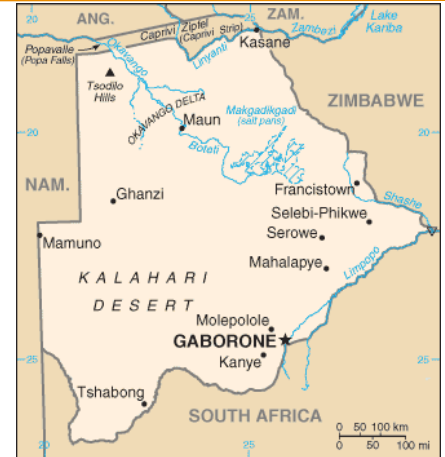 20
25
ANG.
ZAM.
Lake
Kariba
Zambezi
Caprivi Zipfel
(Caprivi Strip)
Kasane
Popavalle
(Popa Falls)
Okavango
Linyanti
Tsodilo
Hills
OKAVANGO DELTA
Maun
Makgadikgadi
(salt pans)
ZIMBABWE
20
20
Boteti
NAM.
Ghanzi
Francistown
Shashe
Selebi-Phikwe
Serowe
Mamuno
Mahalapye
Limpopo
KALAHARI
DESERT
Molepolole
GABORONE
Kanye
25
25
Tshabong
SOUTH AFRICA
0 50 100 km
0 50 100 mi
20
25